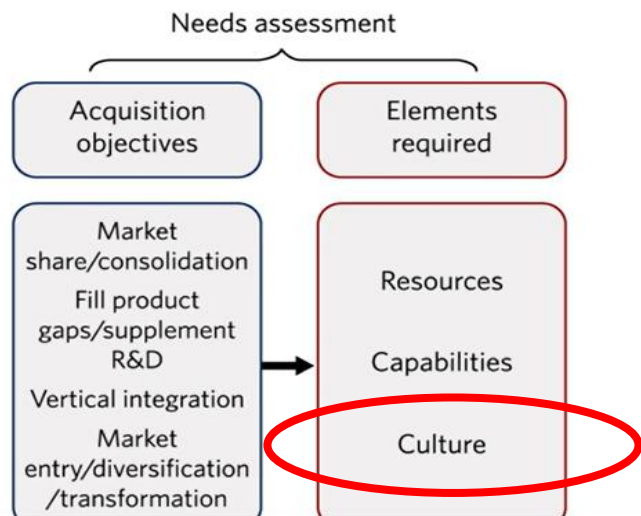 Needs assessment
Acquisition
objectives
Elements
required
Market
share/consolidation
Fill product
gaps/supplement
R&D
Vertical integration
Market
entry/diversification
/transformation
Resources
Capabilities
Culture